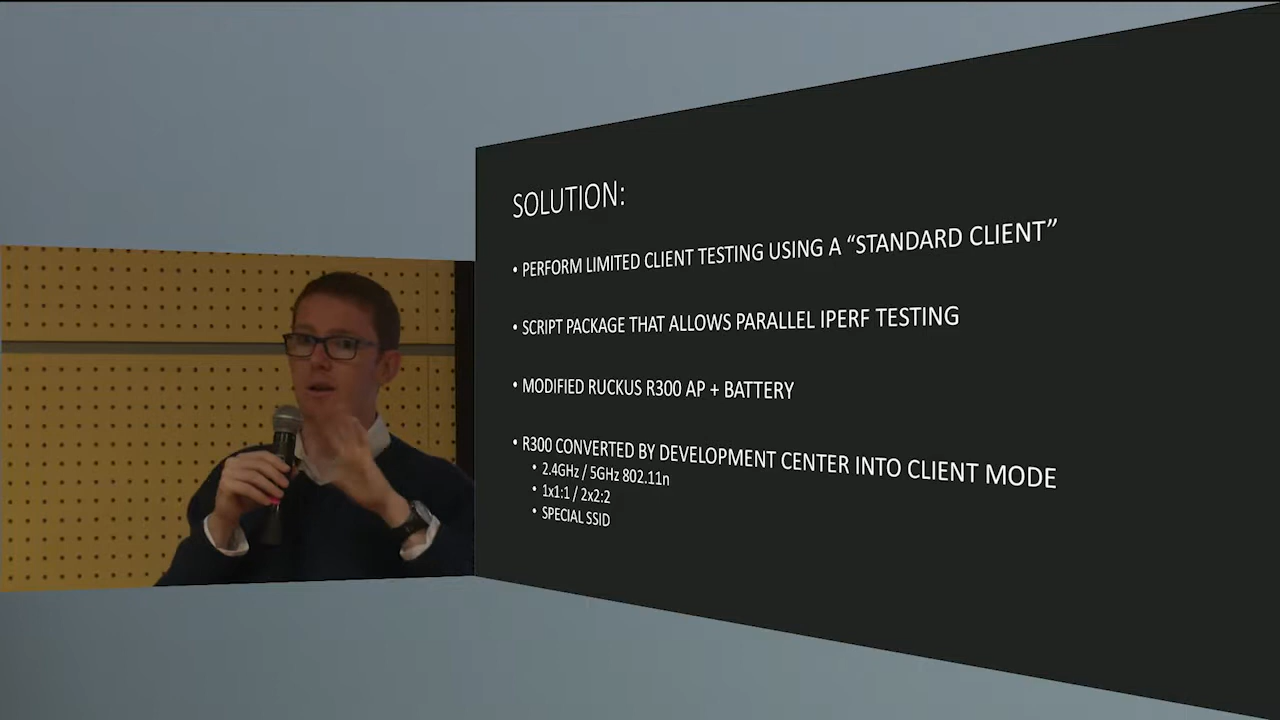 SOLUTION:
• PERFORM LIMITED CLIENT TESTING USING A “STANDARD CLIENT”
• SCRIPT PACKAGE THAT ALLOWS PARALLEL IPERF TESTING
• MODIFIED RUCKUS R300 AP + BATTERY
• R300 CONVERTED BY DEVELOPMENT CENTER INTO CLIENT MODE
• 2.4GHz / 5GHz 802.11n
• 1x1:1 / 2x2:2
• SPECIAL SSID